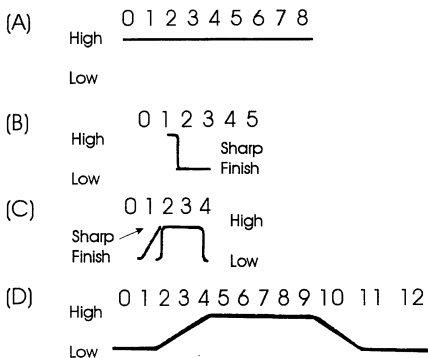 (A) 0 1 2 3 4 5 6 7 8
High
Low
(B) 0 1 2 3 4 5
High
Sharp
Low
Finish
(C) 0 1 2 3 4
High
Sharp
Finish
Low
(D) 0 1 2 3 4 5 6 7 8 9 10 11 12
High
Low